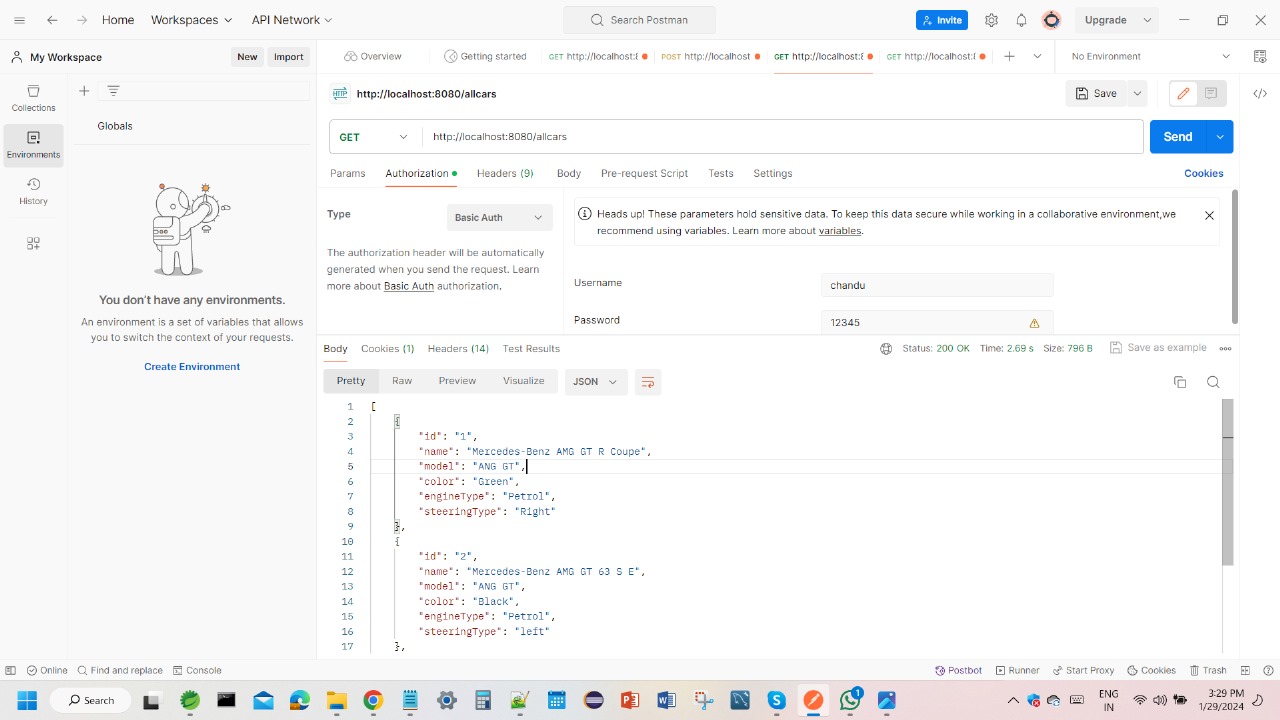 Home Workspaces API Network Search Postman Invite Upgrade
My Workspace New Import
Overview Getting started GET http://localhost:8 POST http://localhost GET http://localhost:8 GET http://localhost:8 No Environment
Collections
Environments
History
Globals
You don't have any environments.
An environment is a set of variables that allows
you to switch the context of your requests.
Create Environment
HTTP http://localhost:8080/allcars Save
GET http://localhost:8080/allcars Send
Params Authorization Headers (9) Body Pre-request Script Tests Settings Cookies
Type Basic Auth
The authorization header will be automatically
generated when you send the request. Learn
more about Basic Auth authorization.
Heads up! These parameters hold sensitive data. To keep this data secure while working in a collaborative environment,we
recommend using variables. Learn more about variables.
Username chandu
Password 12345
Body Cookies (1) Headers (14) Test Results Status: 200 OK Time: 2.69 s Size: 796 B Save as example
Pretty Raw Preview Visualize JSON
1 [
2 {
3 "id": "1",
4 "name": "Mercedes-Benz AMG GT R Coupe",
5 "model": "ANG GT",
6 "color": "Green",
7 "engineType": "Petrol",
8 "steeringType": "Right"
9 },
10 {
11 "id": "2",
12 "name": "Mercedes-Benz AMG GT 63 S E",
13 "model": "ANG GT",
14 "color": "Black",
15 "engineType": "Petrol",
16 "steeringType": "left"
17 },
Online Find and replace Console Postbot Runner Start Proxy Cookies Trash
Search 1 ENG IN 3:29 PM 1/29/2024